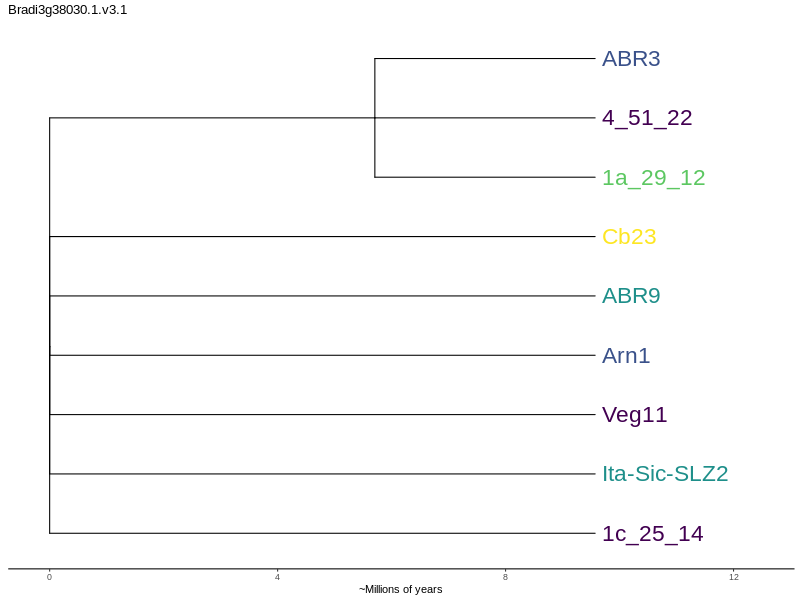 Bradi3g38030.1.v3.1
ABR3
4_51_22
1a_29_12
Cb23
ABR9
Arn1
Veg11
Ita-Sic-SLZ2
1c_25_14
0 4 8 12
~Millions of years